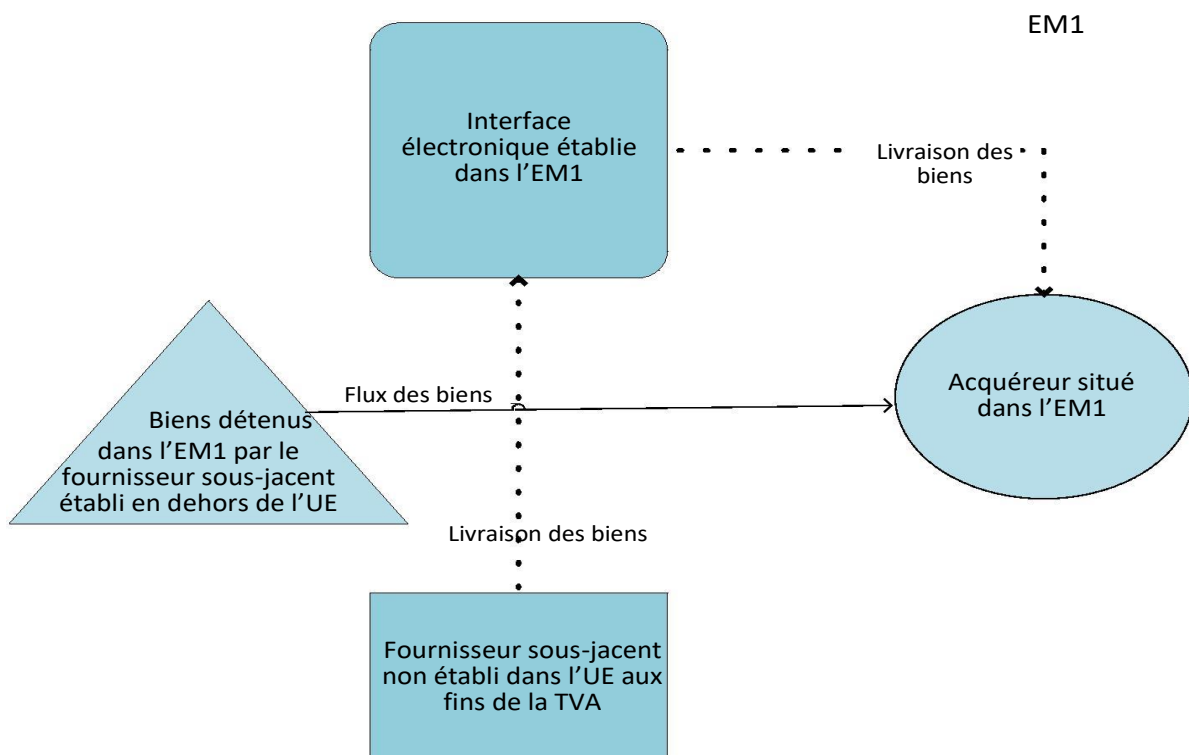 EM1
Interface
électronique établie
dans l’EM1
Livraison des
biens
Flux des biens
Acquéreur situé
dans l’EM1
Biens détenus
dans l’EM1 par le
fournisseur sous-jacent
établi en dehors de l’UE
Livraison des biens
Fournisseur sous-jacent
non établi dans l’UE aux
fins de la TVA